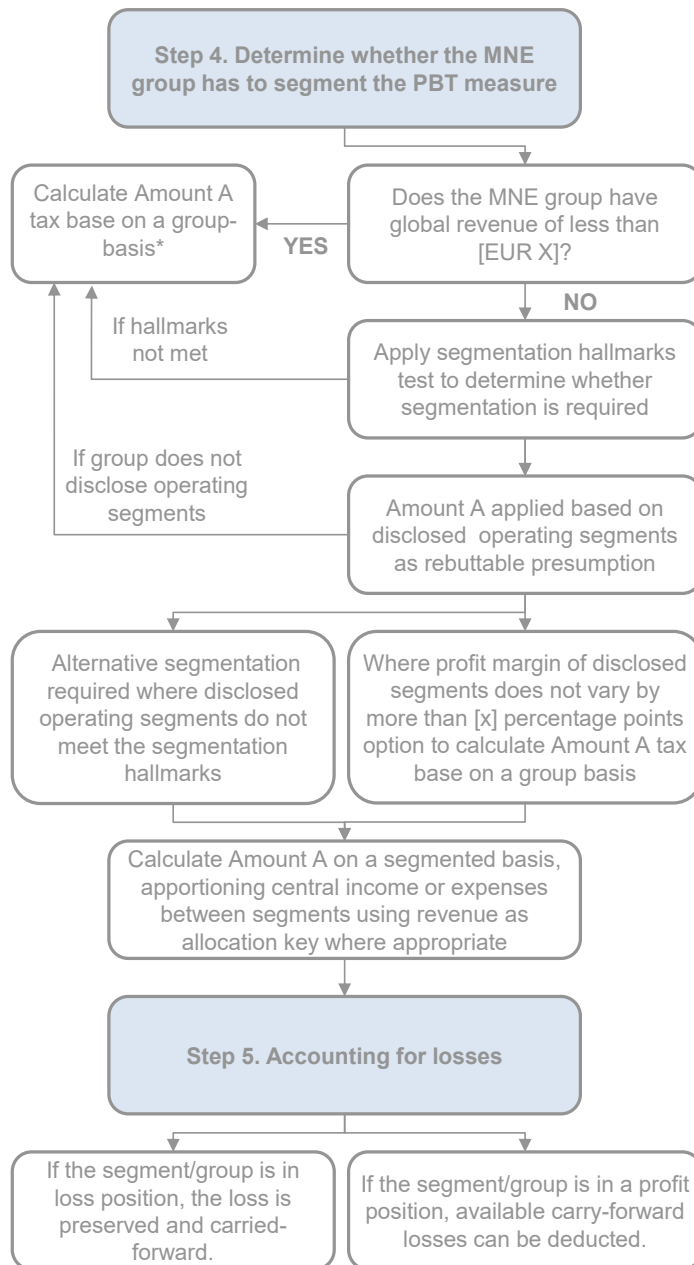 Step 4. Determine whether the MNE
group has to segment the PBT measure
Calculate Amount A
tax base on a group-
basis*
YES
Does the MNE group have
global revenue of less than
[EUR X]?
NO
If hallmarks
not met
Apply segmentation hallmarks
test to determine whether
segmentation is required
If group does not
disclose operating
segments
Amount A applied based on
disclosed operating segments
as rebuttable presumption
Alternative segmentation
required where disclosed
operating segments do not
meet the segmentation
hallmarks
Where profit margin of disclosed
segments does not vary by
more than [x] percentage points
option to calculate Amount A tax
base on a group basis
Calculate Amount A on a segmented basis,
apportioning central income or expenses
between segments using revenue as
allocation key where appropriate
Step 5. Accounting for losses
If the segment/group is in
loss position, the loss is
preserved and carried-
forward.
If the segment/group is in a profit
position, available carry-forward
losses can be deducted.